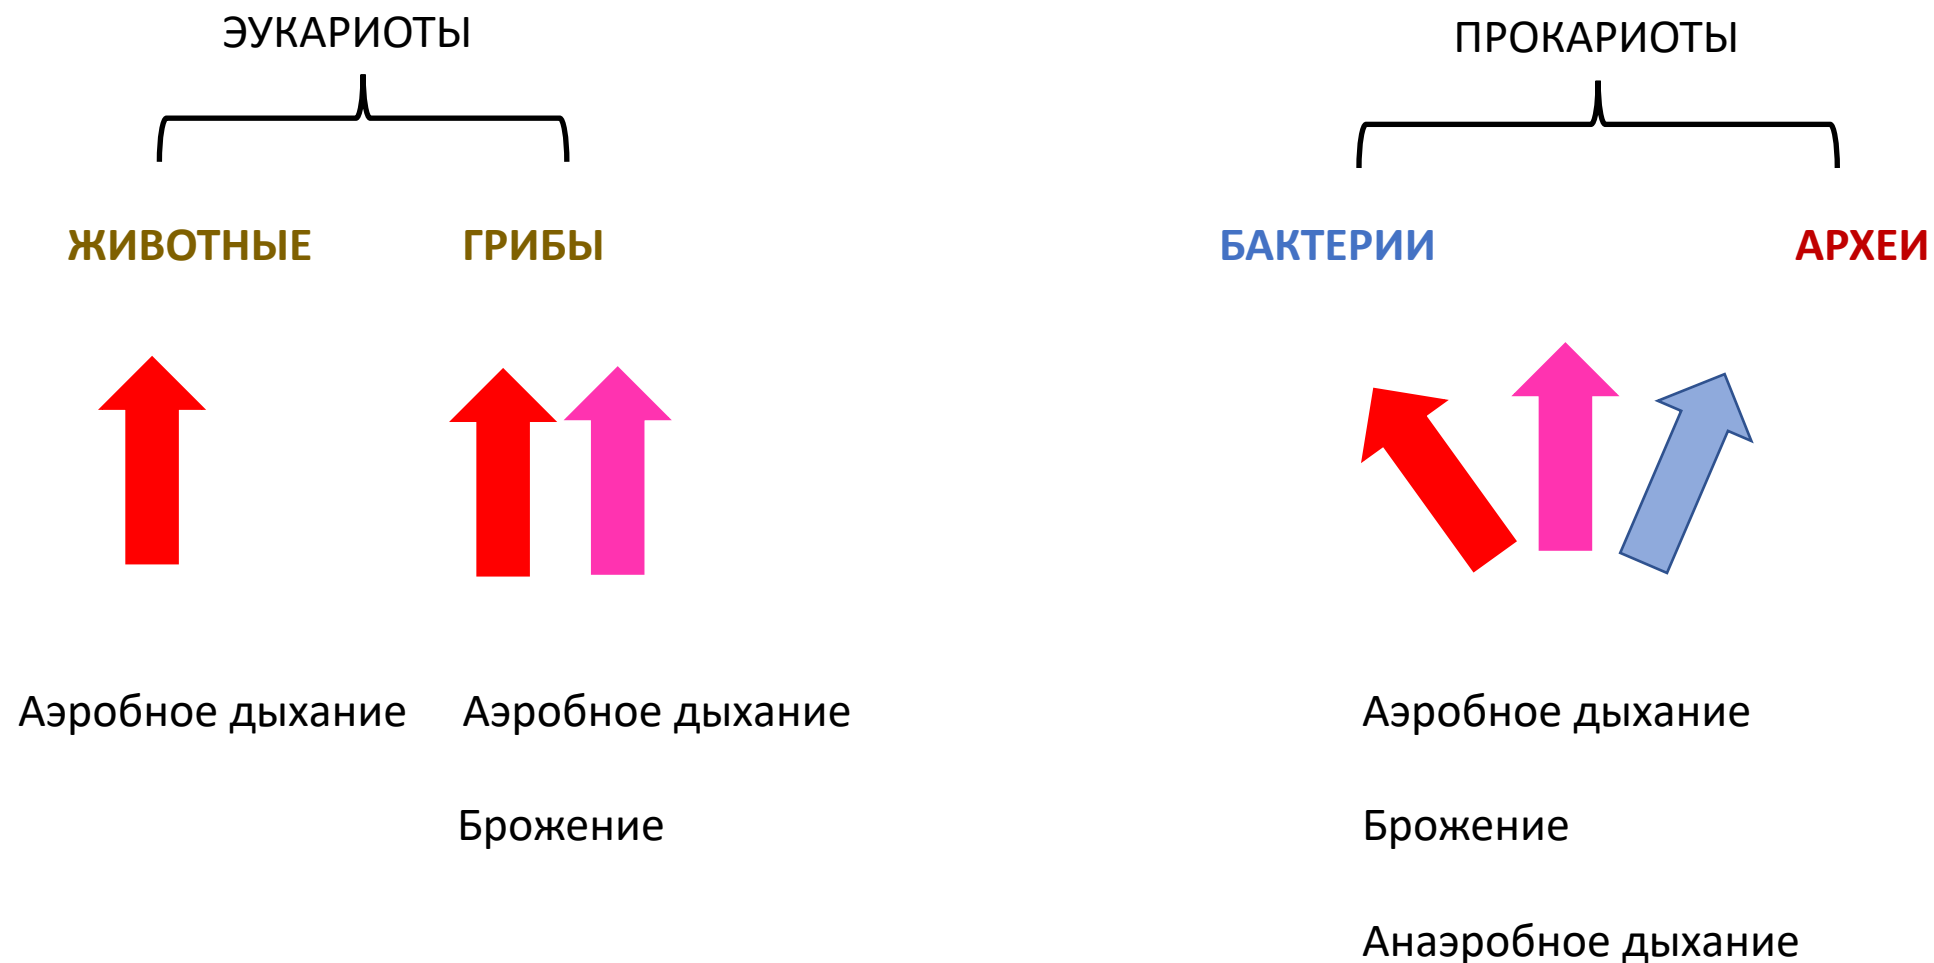 ЭУКАРИОТЫ
ПРОКАРИОТЫ
ЖИВОТНЫЕ
ГРИБЫ
БАКТЕРИИ
АРХЕИ
Аэробное дыхание
Аэробное дыхание
Аэробное дыхание
Брожение
Брожение
Анаэробное дыхание